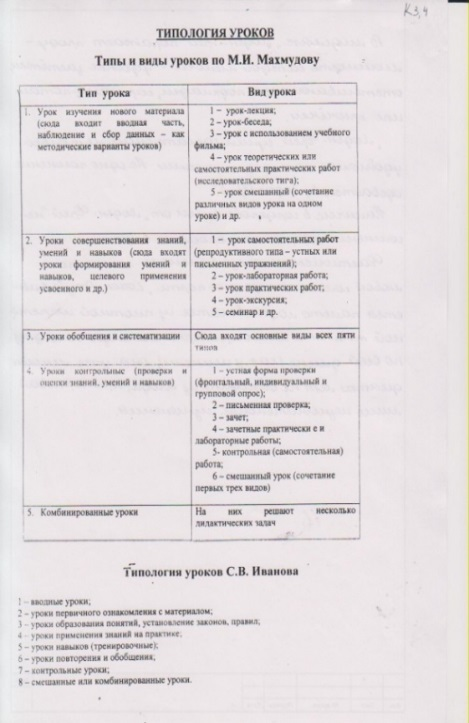 К3,4
ТИПОЛОГИЯ УРОКОВ
Типы и виды уроков по М.И. Махмудову
Тип урока
Вид урока
1. Урок изучения нового материала
(сюда входит вводная часть,
наблюдение и сбор данных – как
методические варианты уроков)
1 – урок-лекция;
2 – урок-беседа;
3 – урок с использованием учебного
фильма;
4 – урок теоретических или
самостоятельных практических работ
(исследовательского типа);
5 – урок смешанный (сочетание
различных видов урока на одном
уроке) и др.
2. Уроки совершенствования знаний,
умений и навыков (сюда входят
уроки формирования умений и
навыков, целевого применения
усвоенного и др.)
1 – урок самостоятельных работ
(репродуктивного типа – устных или
письменных упражнений);
2 – урок-лабораторная работа;
3 – урок практических работ;
4 – урок-экскурсия;
5 – семинар и др.
3. Уроки обобщения и систематизации
Сюда входят основные виды всех пяти
типов
4. Уроки контрольные (проверки и
оценки знаний, умений и навыков)
1 – устная форма проверки
(фронтальный, индивидуальный и
групповой опрос);
2 – письменная проверка;
3 – зачет;
4 – зачетные практически е и
лабораторные работы;
5- контрольная (самостоятельная)
работа;
6 – смешанный урок (сочетание
первых трех видов)
5. Комбинированные уроки
На них решают несколько
дидактических задач
Типология уроков С.В. Иванова
1 – вводные уроки;
2 – уроки первичного ознакомления с материалом;
3 – уроки образования понятий, установление законов, правил;
4 – уроки применения знаний на практике;
5 – уроки навыков (тренировочные);
6 – уроки повторения и обобщения;
7 – контрольные уроки;
8 – смешанные или комбинированные уроки.